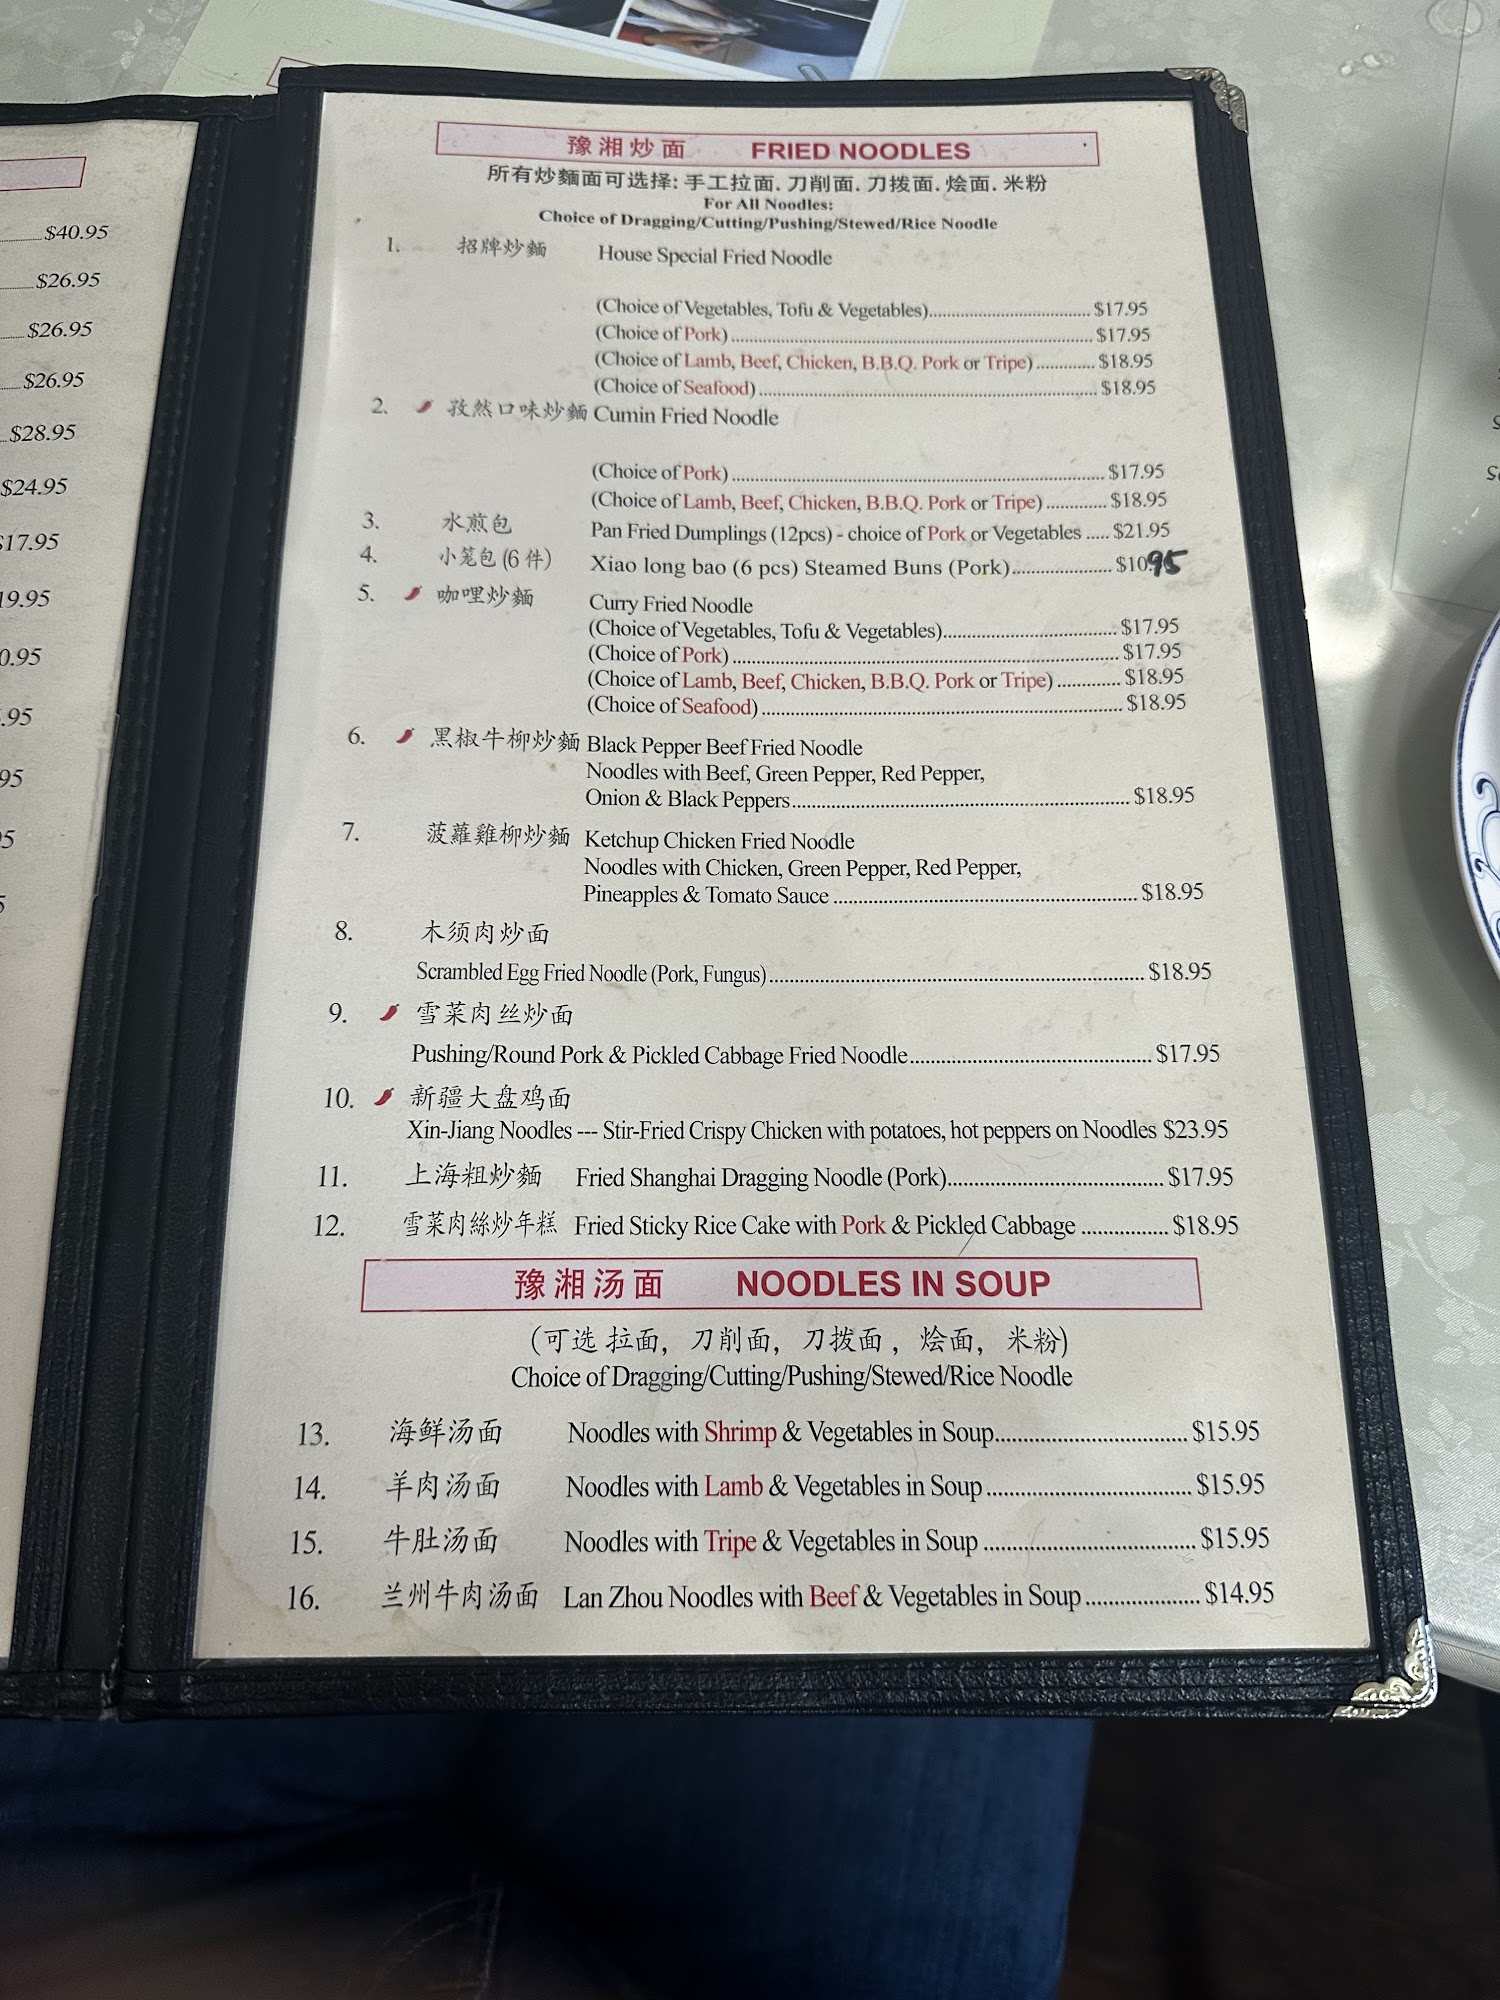 $40.95
$26.95
$26.95
$26.95
$28.95
$24.95
$17.95
19.95
0.95
.95
95
5
豫湘炒面 FRIED NOODLES
所有炒麵面可选择: 手工拉面. 刀削面. 刀拨面. 烩面. 米粉
For All Noodles:
Choice of Dragging/Cutting/Pushing/Stewed/Rice Noodle
1. 招牌炒麵 House Special Fried Noodle
(Choice of Vegetables, Tofu & Vegetables) $17.95
(Choice of Pork) $17.95
(Choice of Lamb, Beef, Chicken, B.B.Q. Pork or Tripe) $18.95
(Choice of Seafood) $18.95
2. 孜然口味炒麵 Cumin Fried Noodle
(Choice of Pork) $17.95
(Choice of Lamb, Beef, Chicken, B.B.Q. Pork or Tripe) $18.95
3. 水煎包 Pan Fried Dumplings (12pcs) - choice of Pork or Vegetables $21.95
4. 小笼包 (6 件) Xiao long bao (6 pcs) Steamed Buns (Pork) $10.95
5. 咖哩炒麵 Curry Fried Noodle
(Choice of Vegetables, Tofu & Vegetables) $17.95
(Choice of Pork) $17.95
(Choice of Lamb, Beef, Chicken, B.B.Q. Pork or Tripe) $18.95
(Choice of Seafood) $18.95
6. 黑椒牛柳炒麵 Black Pepper Beef Fried Noodle
Noodles with Beef, Green Pepper, Red Pepper,
Onion & Black Peppers $18.95
7. 菠蘿雞柳炒麵 Ketchup Chicken Fried Noodle
Noodles with Chicken, Green Pepper, Red Pepper,
Pineapples & Tomato Sauce $18.95
8. 木须肉炒面
Scrambled Egg Fried Noodle (Pork, Fungus) $18.95
9. 雪菜肉丝炒面
Pushing/Round Pork & Pickled Cabbage Fried Noodle $17.95
10. 新疆大盘鸡面
Xin-Jiang Noodles --- Stir-Fried Crispy Chicken with potatoes, hot peppers on Noodles $23.95
11. 上海粗炒麵 Fried Shanghai Dragging Noodle (Pork) $17.95
12. 雪菜肉絲炒年糕 Fried Sticky Rice Cake with Pork & Pickled Cabbage $18.95
豫湘汤面 NOODLES IN SOUP
(可选 拉面, 刀削面, 刀拨面, 烩面, 米粉)
Choice of Dragging/Cutting/Pushing/Stewed/Rice Noodle
13. 海鲜汤面 Noodles with Shrimp & Vegetables in Soup $15.95
14. 羊肉汤面 Noodles with Lamb & Vegetables in Soup $15.95
15. 牛肚汤面 Noodles with Tripe & Vegetables in Soup $15.95
16. 兰州牛肉汤面 Lan Zhou Noodles with Beef & Vegetables in Soup $14.95